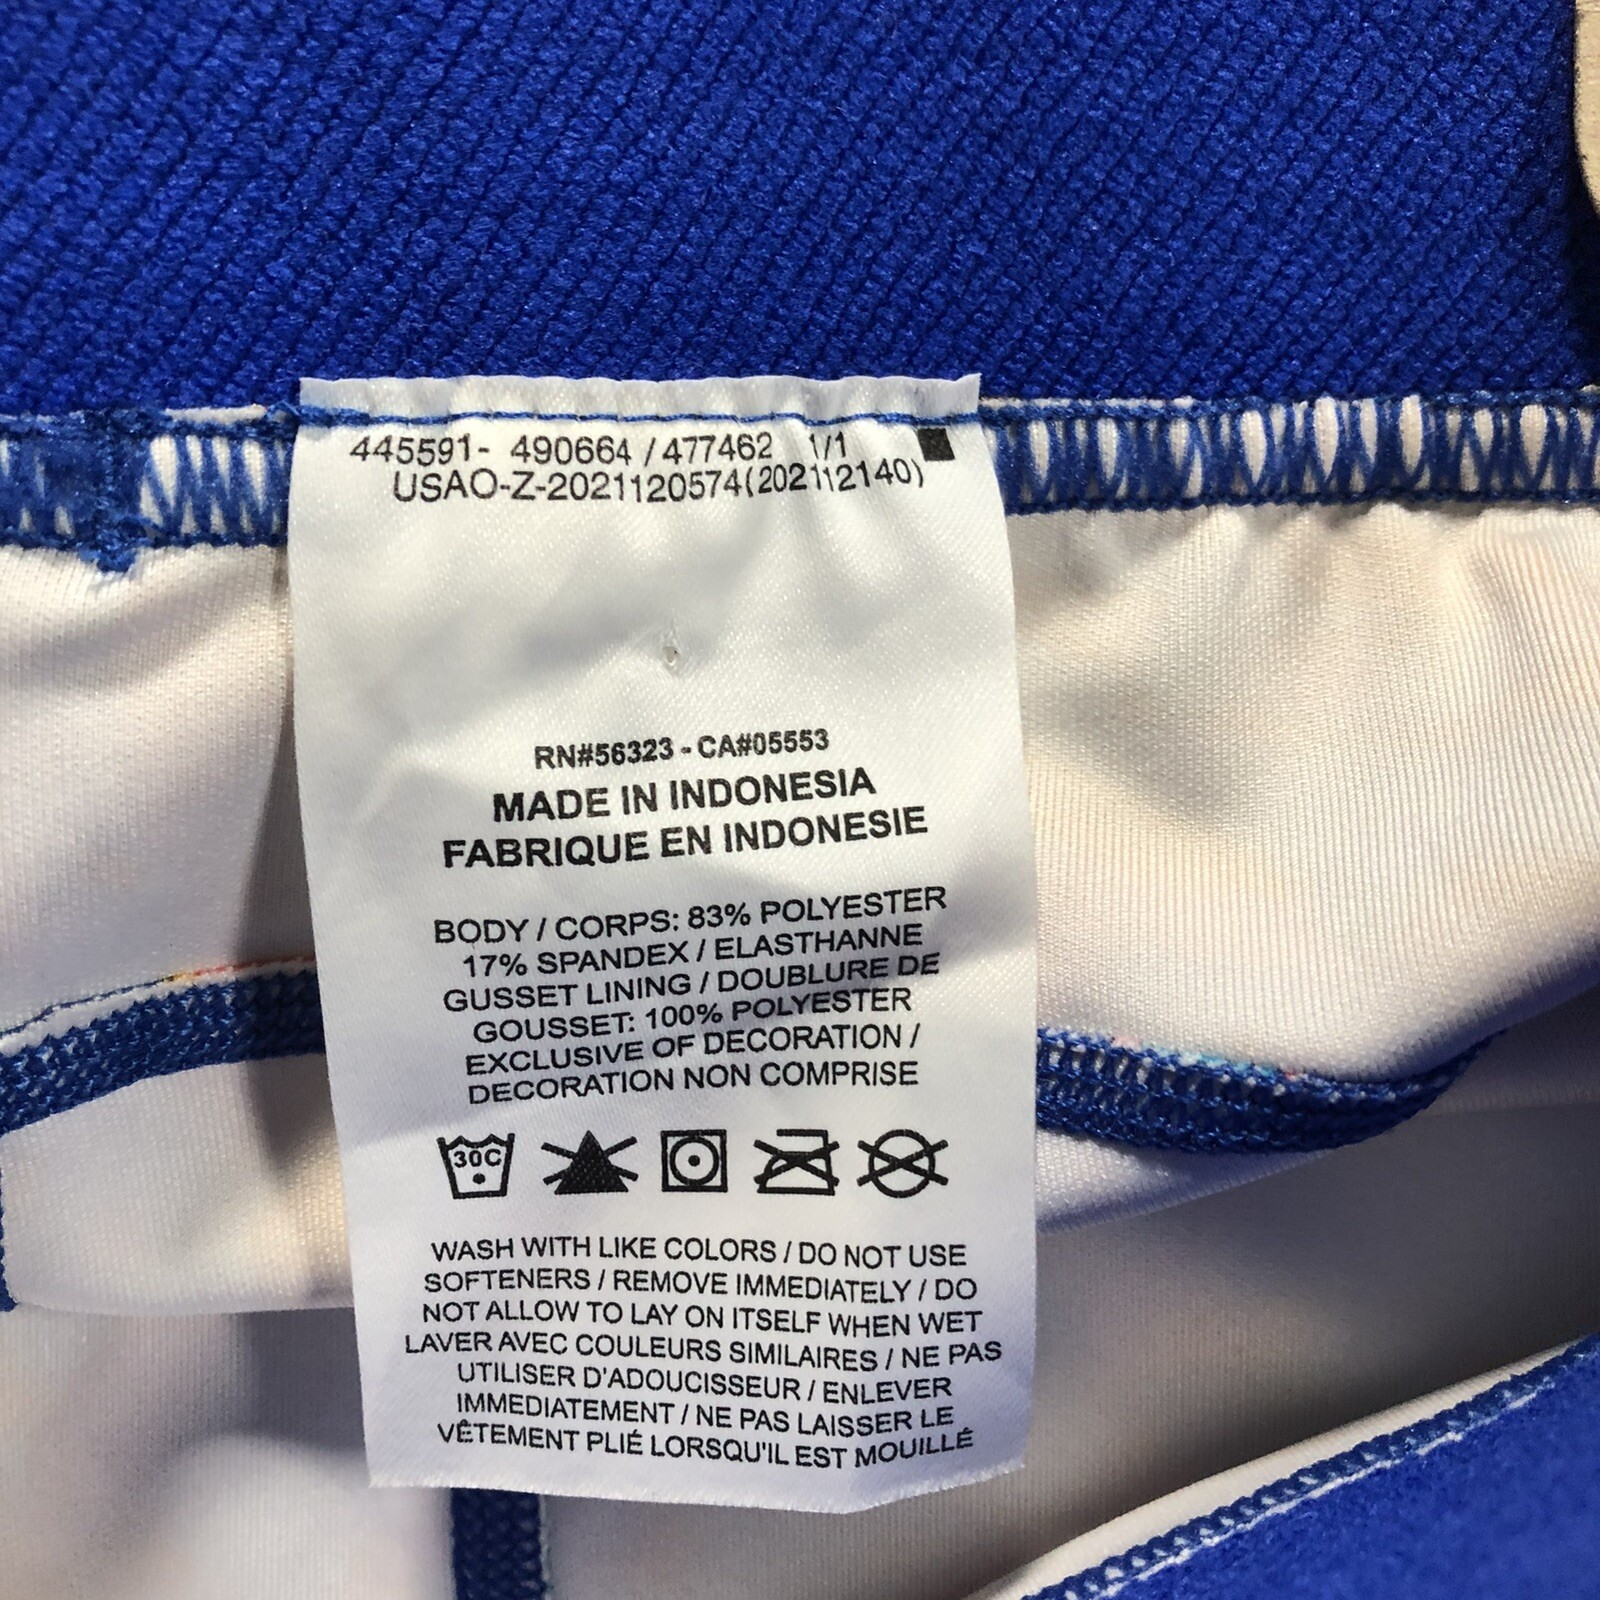 445591- 490664 / 477462 1/1
USAO-Z-2021120574(202112140)
RN#56323 - CA#05553
MADE IN INDONESIA
FABRIQUE EN INDONESIE
BODY / CORPS: 83% POLYESTER
17% SPANDEX / ELASTHANNE
GUSSET LINING / DOUBLURE DE
GOUSSET: 100% POLYESTER
EXCLUSIVE OF DECORATION /
DECORATION NON COMPRISE
30C
WASH WITH LIKE COLORS / DO NOT USE
SOFTENERS / REMOVE IMMEDIATELY / DO
NOT ALLOW TO LAY ON ITSELF WHEN WET
LAVER AVEC COULEURS SIMILAIRES / NE PAS
UTILISER D'ADOUCISSEUR / ENLEVER
IMMEDIATEMENT / NE PAS LAISSER LE
VÊTEMENT PLIÉ LORSQU'IL EST MOUILLÉ